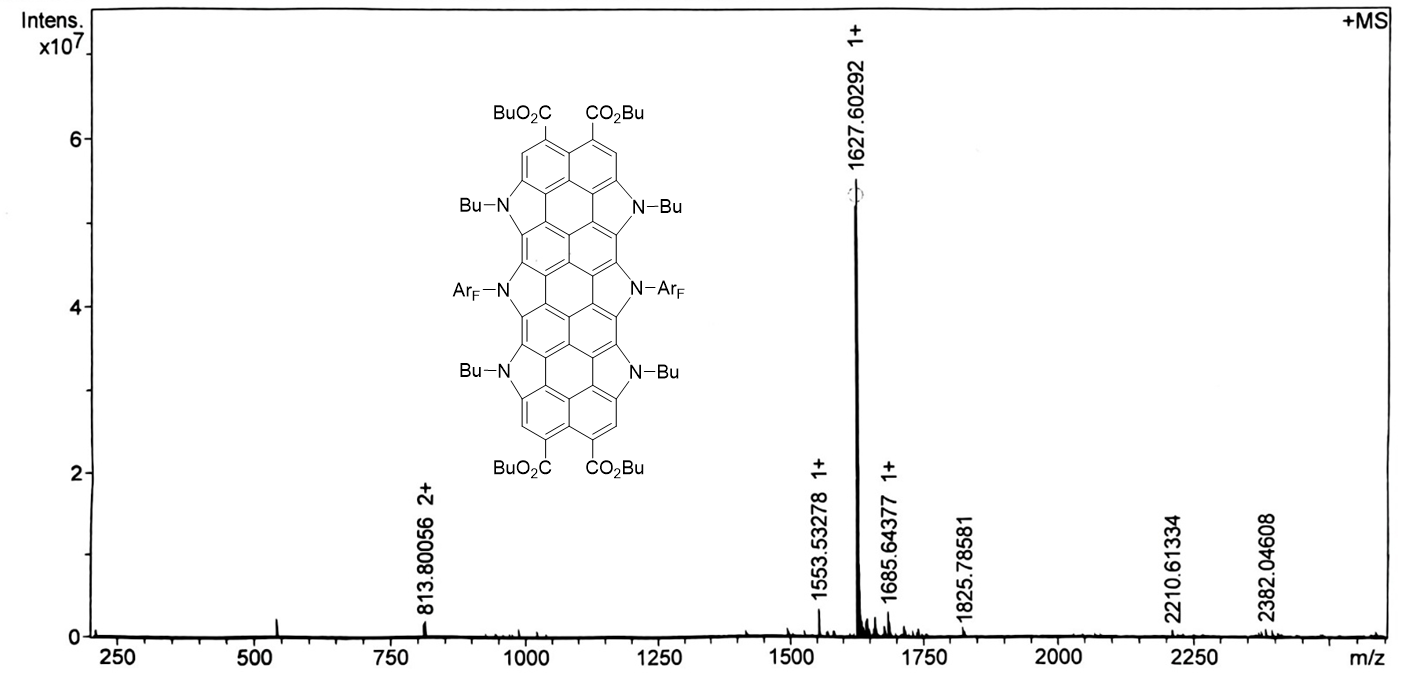 Intens.
x10⁷
+MS
6
4
2
0
813.80056 2+
1553.53278 1+
1627.60292 1+
1685.64377 1+
1825.78581
2210.61334
2382.04608
BuO₂C CO₂Bu
Bu N N Bu
Ar_F N N Ar_F
Bu N N Bu
BuO₂C CO₂Bu
250 500 750 1000 1250 1500 1750 2000 2250 m/z